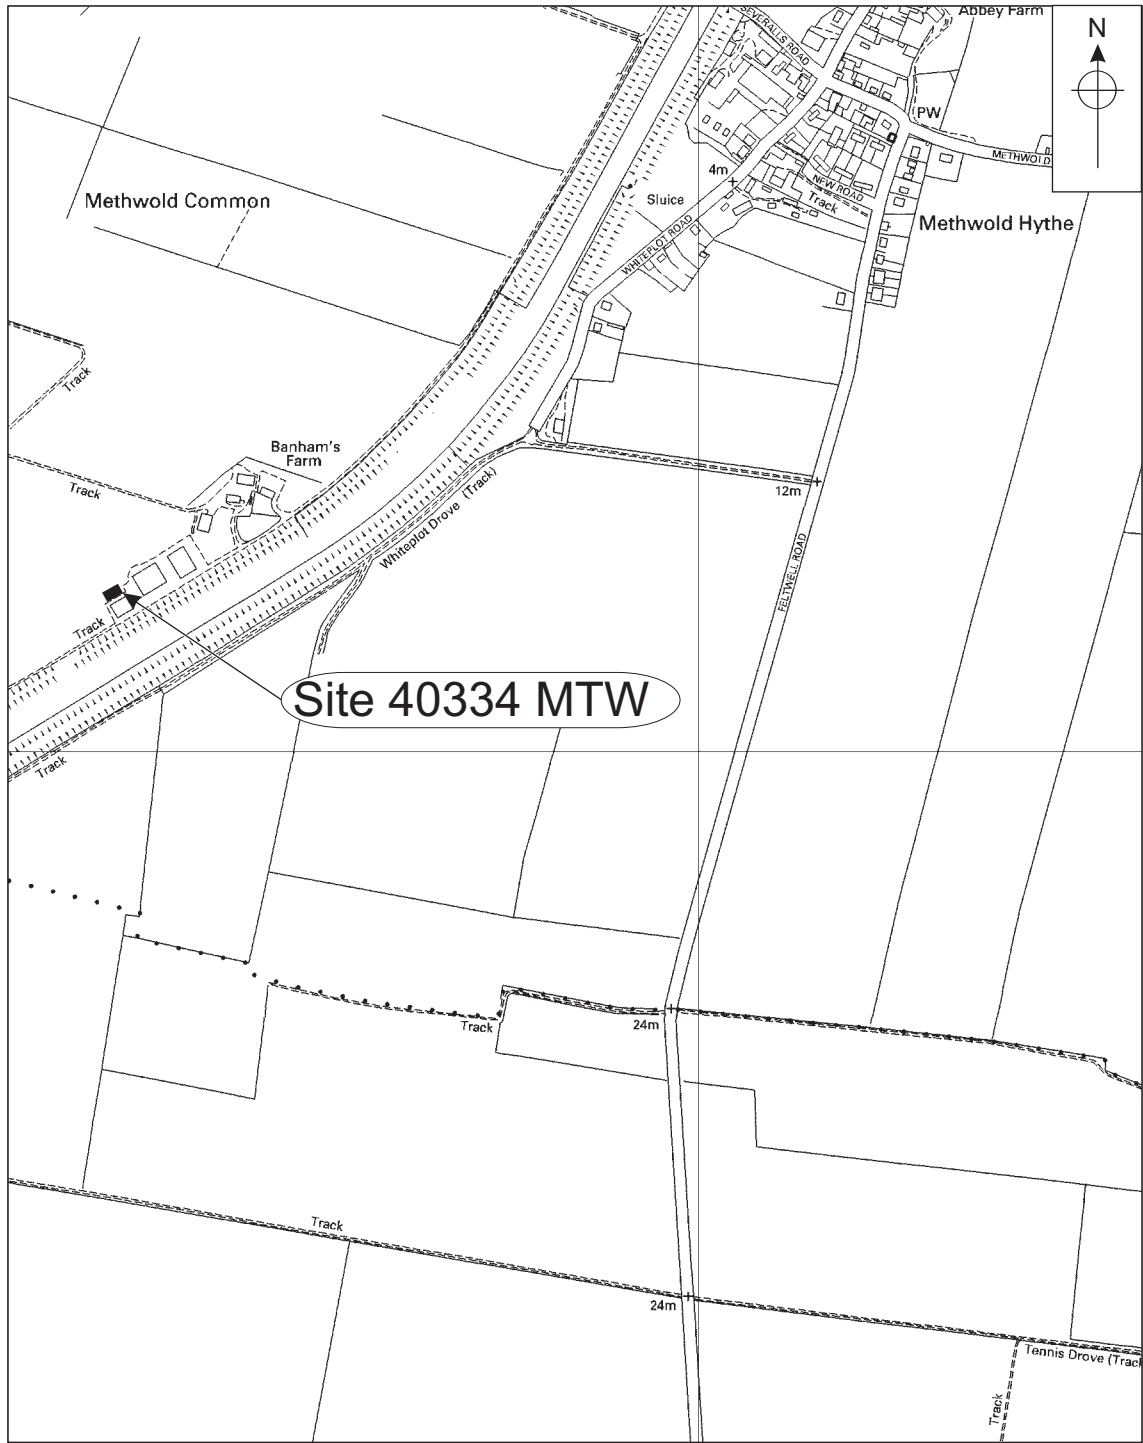 Abbey Farm
N
SEVERALLS ROAD
PW
METHWOLD
4m
NEW ROAD
Track
Sluice
Methwold Common
WHITEPLOT ROAD
Methwold Hythe
Track
Banham's
Farm
Track
Whiteplot Drove (Track)
12m
FELTWELL ROAD
Track
Site 40334 MTW
Track
Track
24m
Track
24m
Tennis Drove (Track
Track